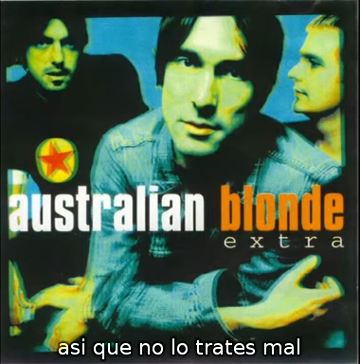 australian blonde
extra
asi que no lo trates mal